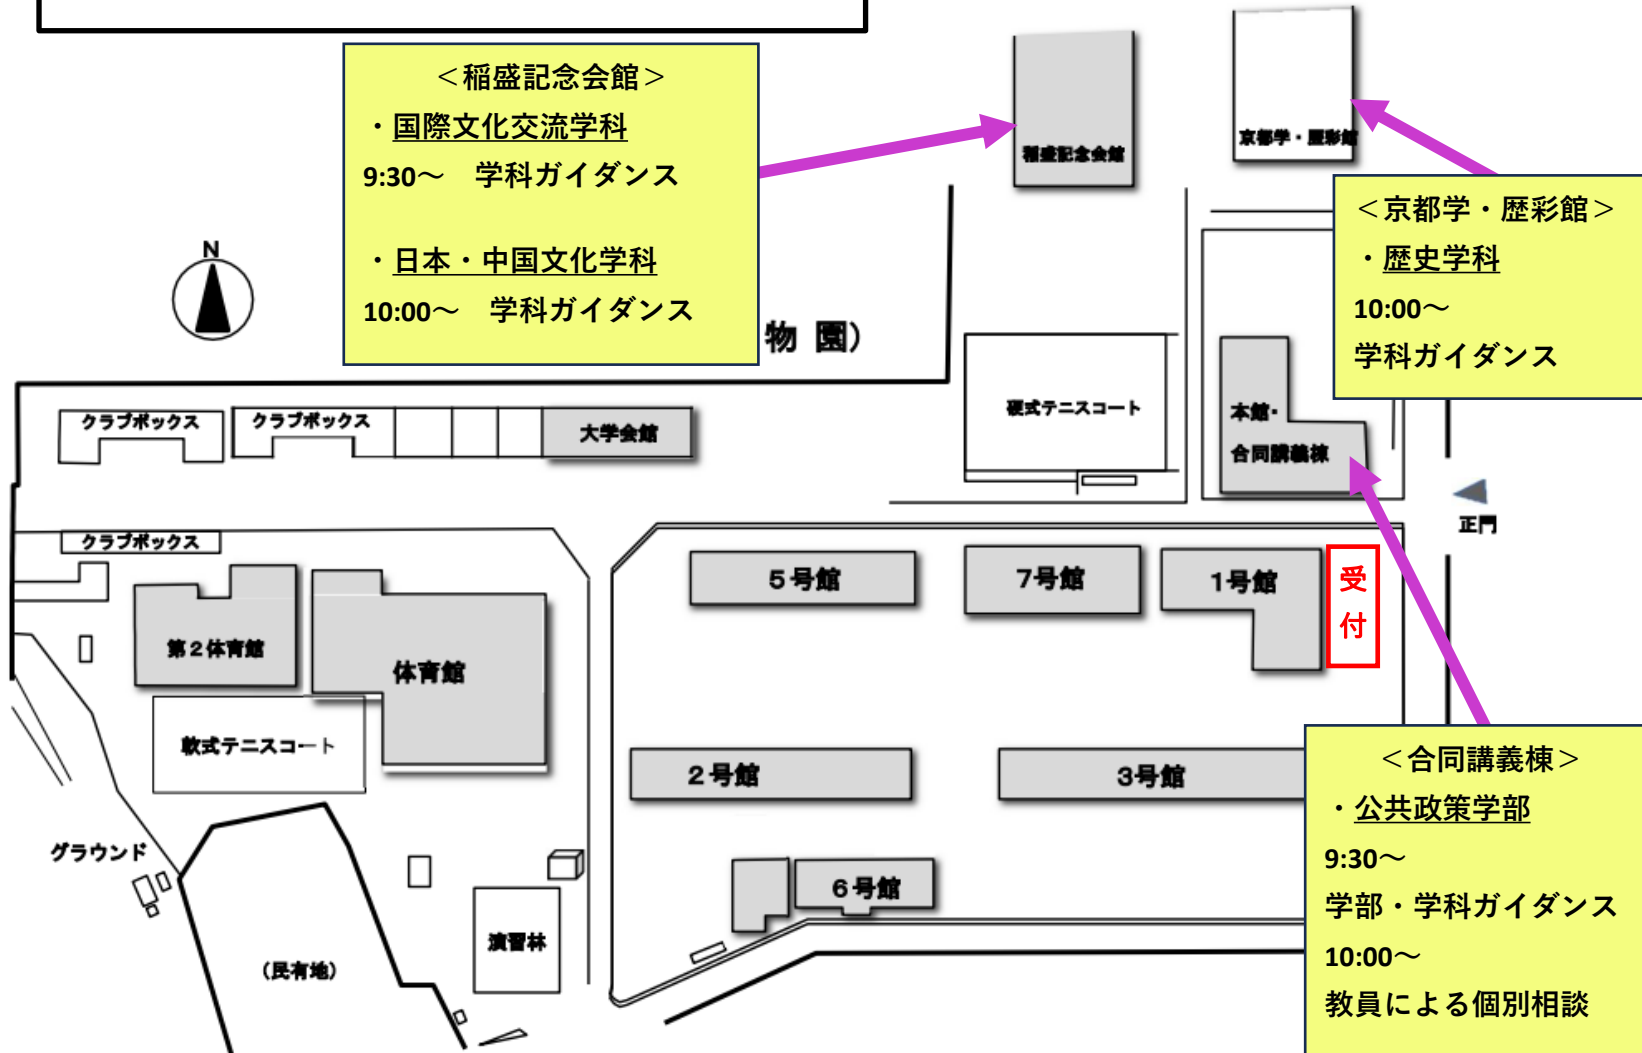 ＜稲盛記念会館＞
・国際文化交流学科
9:30～　学科ガイダンス
・日本・中国文化学科
10:00～　学科ガイダンス
稲盛記念会館
京都学・歴彩館
＜京都学・歴彩館＞
・歴史学科
10:00～
学科ガイダンス
N
物 園）
クラブボックス
クラブボックス
大学会館
硬式テニスコート
本館・
合同講義棟
正門
クラブボックス
5号館
7号館
1号館
受
付
第2体育館
体育館
軟式テニスコート
2号館
3号館
グラウンド
6号館
演習林
（民有地）
＜合同講義棟＞
・公共政策学部
9:30～
学部・学科ガイダンス
10:00～
教員による個別相談